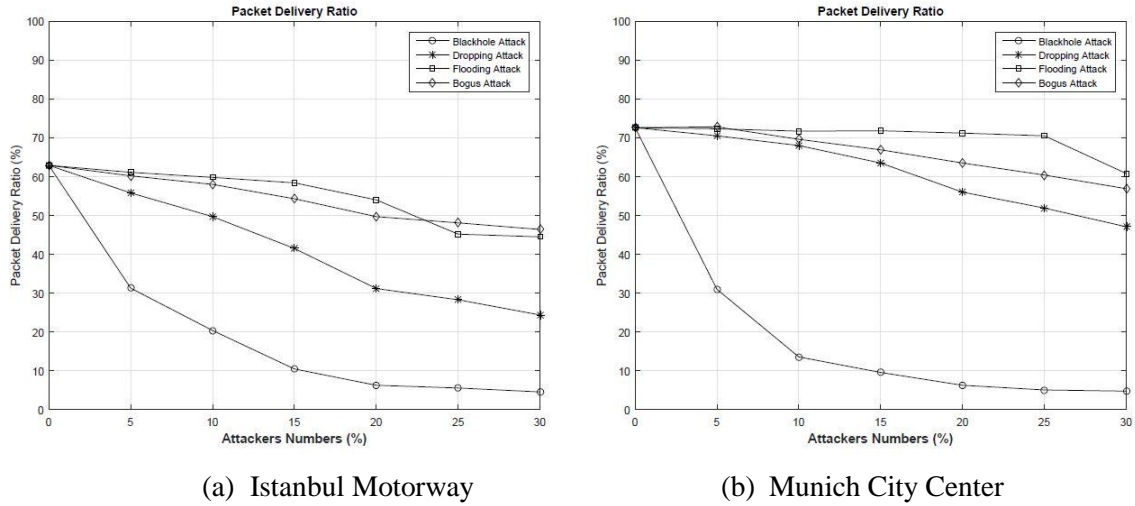 Packet Delivery Ratio
Packet Delivery Ratio (%)
100
90
80
70
60
50
40
30
20
10
0
Blackhole Attack
Dropping Attack
Flooding Attack
Bogus Attack
0 5 10 15 20 25 30
Attackers Numbers (%)
(a) Istanbul Motorway
Packet Delivery Ratio
Packet Delivery Ratio (%)
100
90
80
70
60
50
40
30
20
10
0
Blackhole Attack
Dropping Attack
Flooding Attack
Bogus Attack
0 5 10 15 20 25 30
Attackers Numbers (%)
(b) Munich City Center